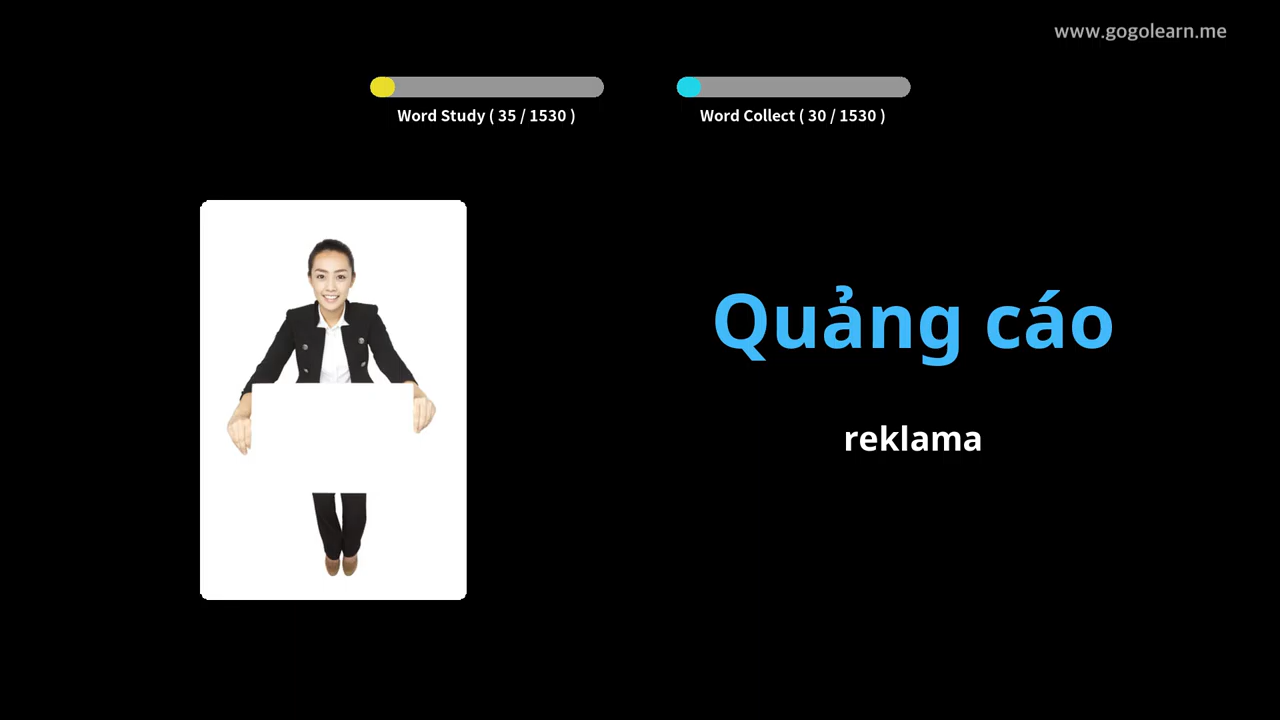 www.gogolearn.me
Word Study ( 35 / 1530 )
Word Collect ( 30 / 1530 )
Quảng cáo
reklama